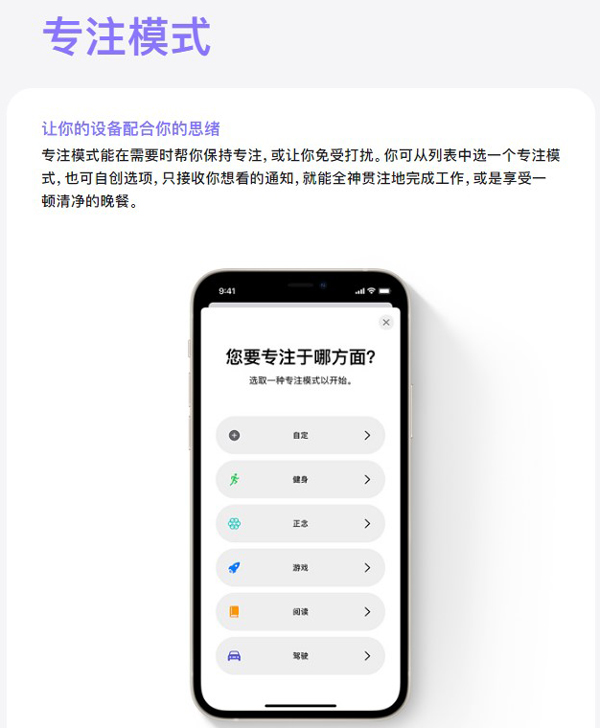 专注模式
让你的设备配合你的思绪
专注模式能在需要时帮你保持专注，或让你免受打扰。你可从列表中选一个专注模
式，也可自创选项，只接收你想看的通知，就能全神贯注地完成工作，或是享受一
顿清净的晚餐。
9:41
您要专注于哪方面？
选取一种专注模式以开始。
自定
健身
正念
游戏
阅读
驾驶